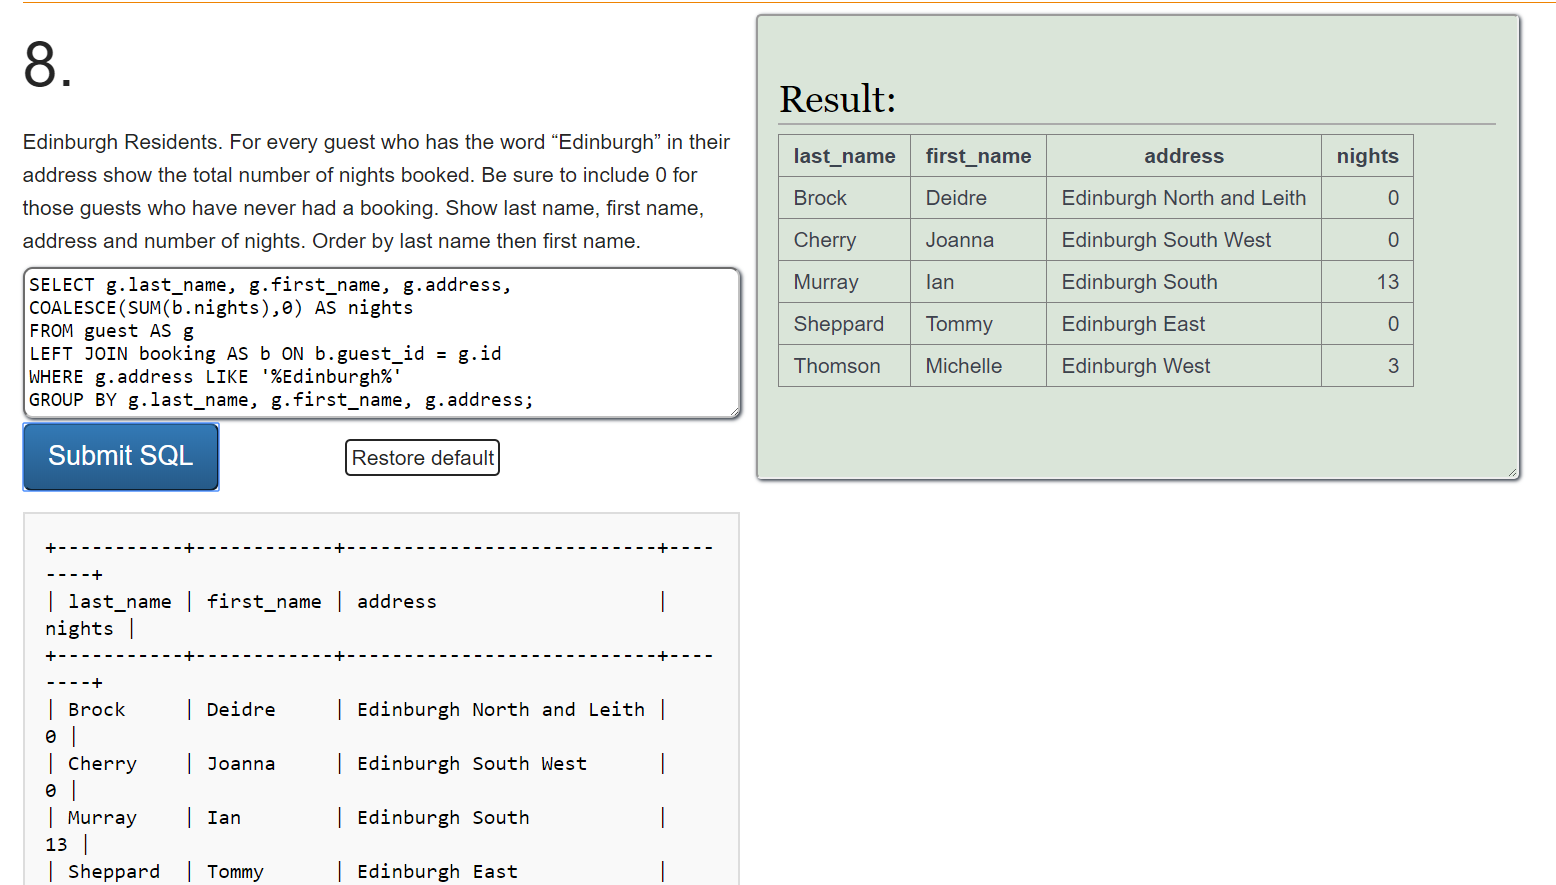 8.
Edinburgh Residents. For every guest who has the word “Edinburgh” in their
address show the total number of nights booked. Be sure to include 0 for
those guests who have never had a booking. Show last name, first name,
address and number of nights. Order by last name then first name.
SELECT g.last_name, g.first_name, g.address,
COALESCE(SUM(b.nights),0) AS nights
FROM guest AS g
LEFT JOIN booking AS b ON b.guest_id = g.id
WHERE g.address LIKE '%Edinburgh%'
GROUP BY g.last_name, g.first_name, g.address;
Submit SQL
Restore default
+-----------+------------+---------------------------+----
----+
| last_name | first_name | address                   |
nights |
+-----------+------------+---------------------------+----
----+
| Brock     | Deidre     | Edinburgh North and Leith |
0 |
| Cherry    | Joanna     | Edinburgh South West      |
0 |
| Murray    | Ian        | Edinburgh South           |
13 |
| Sheppard  | Tommy      | Edinburgh East            |
Result:
last_name first_name address nights
Brock Deidre Edinburgh North and Leith 0
Cherry Joanna Edinburgh South West 0
Murray Ian Edinburgh South 13
Sheppard Tommy Edinburgh East 0
Thomson Michelle Edinburgh West 3